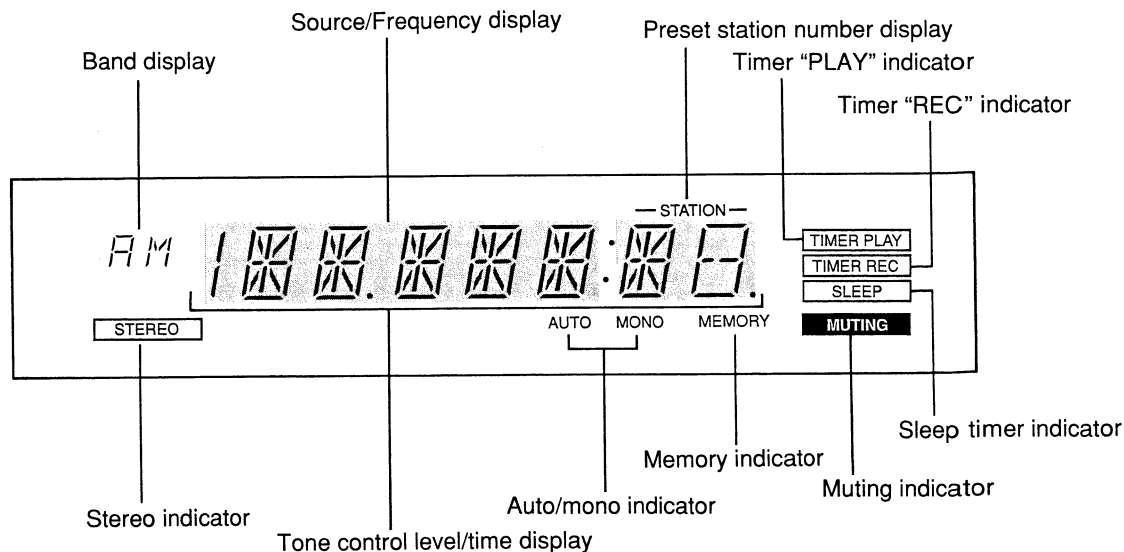 Source/Frequency display
Preset station number display
Band display
Timer “PLAY” indicator
Timer “REC” indicator
STATION
AM
TIMER PLAY
TIMER REC
SLEEP
STEREO
AUTO MONO MEMORY
MUTING
Sleep timer indicator
Memory indicator
Muting indicator
Auto/mono indicator
Stereo indicator
Tone control level/time display